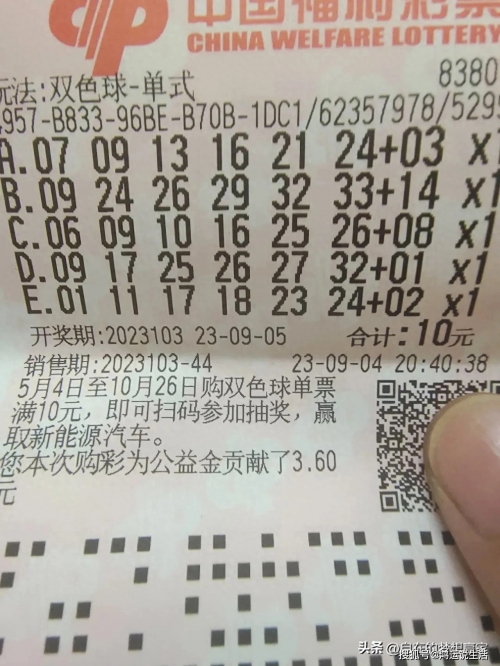 中国福利彩票
CHINA WELFARE LOTTERY
玩法:双色球-单式 8380
4957-B833-96BE-B70B-1DC1/62357978/529
A.07 09 13 16 21 24+03 x1
B.09 24 26 29 32 33+14 x1
C.06 09 10 16 25 26+08 x1
D.09 17 25 26 27 32+01 x1
E.01 11 17 18 23 24+02 x1
开奖期:2023103 23-09-05 合计:10元
销售期:2023103-44 23-09-04 20:40:38
5月4日至10月26日购双色球单票
满10元，即可扫码参加抽奖，赢
取新能源汽车。
您本次购彩为公益金贡献了3.60
元
头条